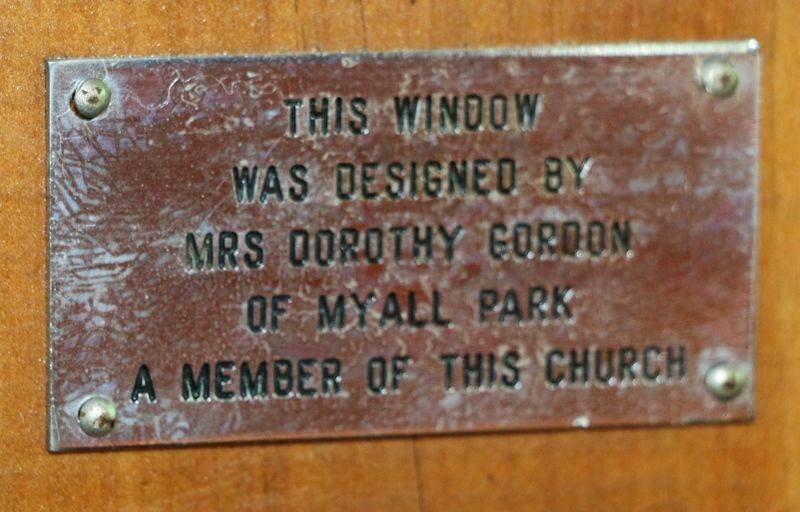 THIS WINDOW
WAS DESIGNED BY
MRS DOROTHY GORDON
OF MYALL PARK
A MEMBER OF THIS CHURCH